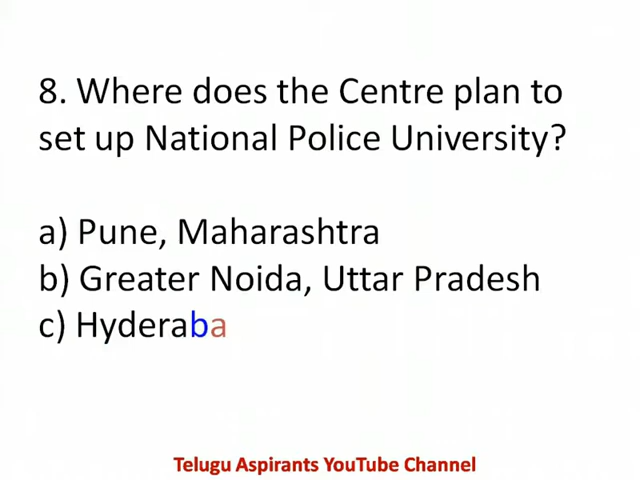 8. Where does the Centre plan to
set up National Police University?
a) Pune, Maharashtra
b) Greater Noida, Uttar Pradesh
c) Hyderaba
Telugu Aspirants YouTube Channel